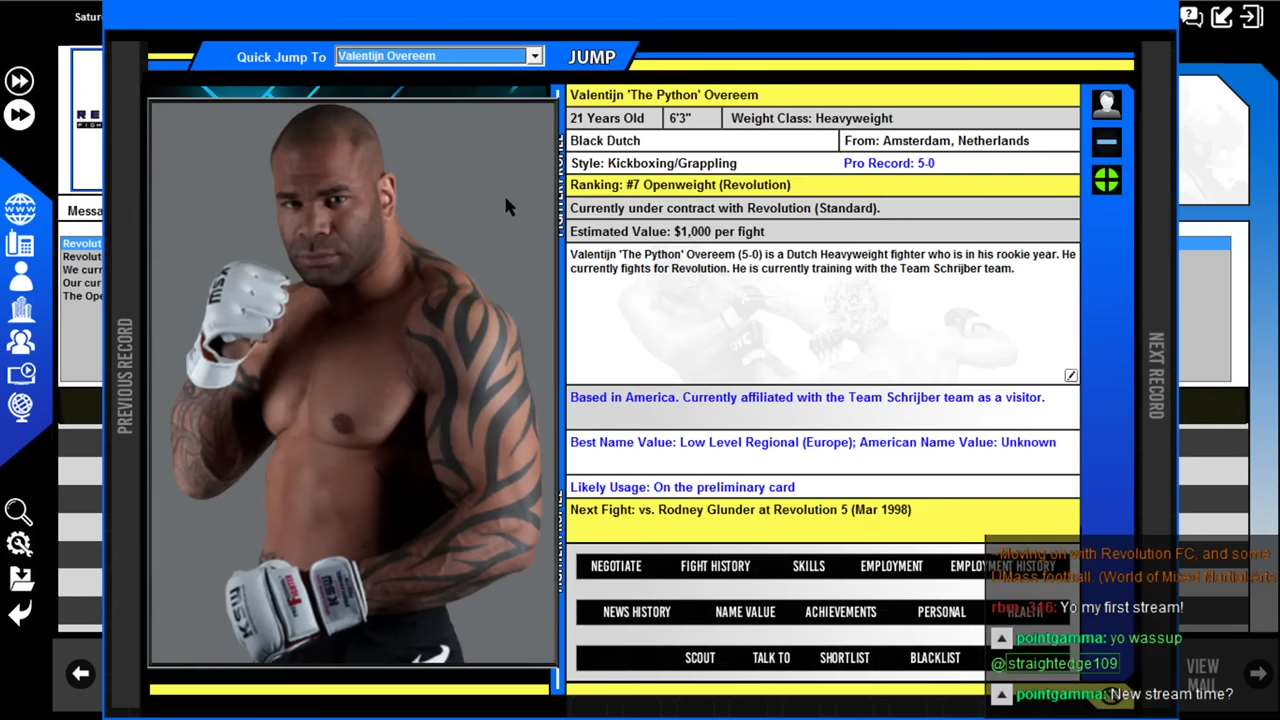 Satur
Quick Jump To
Valentijn Overeem
JUMP
RE
Messa
Revolut
Revolut
We curr
Our cur
The Ope
PREVIOUS RECORD
Valentijn 'The Python' Overeem
21 Years Old
6'3"
Weight Class: Heavyweight
Black Dutch
From: Amsterdam, Netherlands
Style: Kickboxing/Grappling
Pro Record: 5-0
Ranking: #7 Openweight (Revolution)
Currently under contract with Revolution (Standard).
Estimated Value: $1,000 per fight
Valentijn 'The Python' Overeem (5-0) is a Dutch Heavyweight fighter who is in his rookie year. He
currently fights for Revolution. He is currently training with the Team Schrijber team.
Based in America. Currently affiliated with the Team Schrijber team as a visitor.
Best Name Value: Low Level Regional (Europe); American Name Value: Unknown
Likely Usage: On the preliminary card
Next Fight: vs. Rodney Glunder at Revolution 5 (Mar 1998)
NEGOTIATE
FIGHT HISTORY
SKILLS
EMPLOYMENT
EMPLOYMENT HISTORY
NEWS HISTORY
NAME VALUE
ACHIEVEMENTS
PERSONAL
HEALTH
SCOUT
TALK TO
SHORTLIST
BLACKLIST
NEXT RECORD
KSW
KSW
KSW
Moving on with Revolution FC, and some
UMass football. (World of Mixed Martial Arts
rbm_316: Yo my first stream!
pointgamma: yo wassup
@straightedge109
pointgamma: New stream time?
VIEW
MAIL